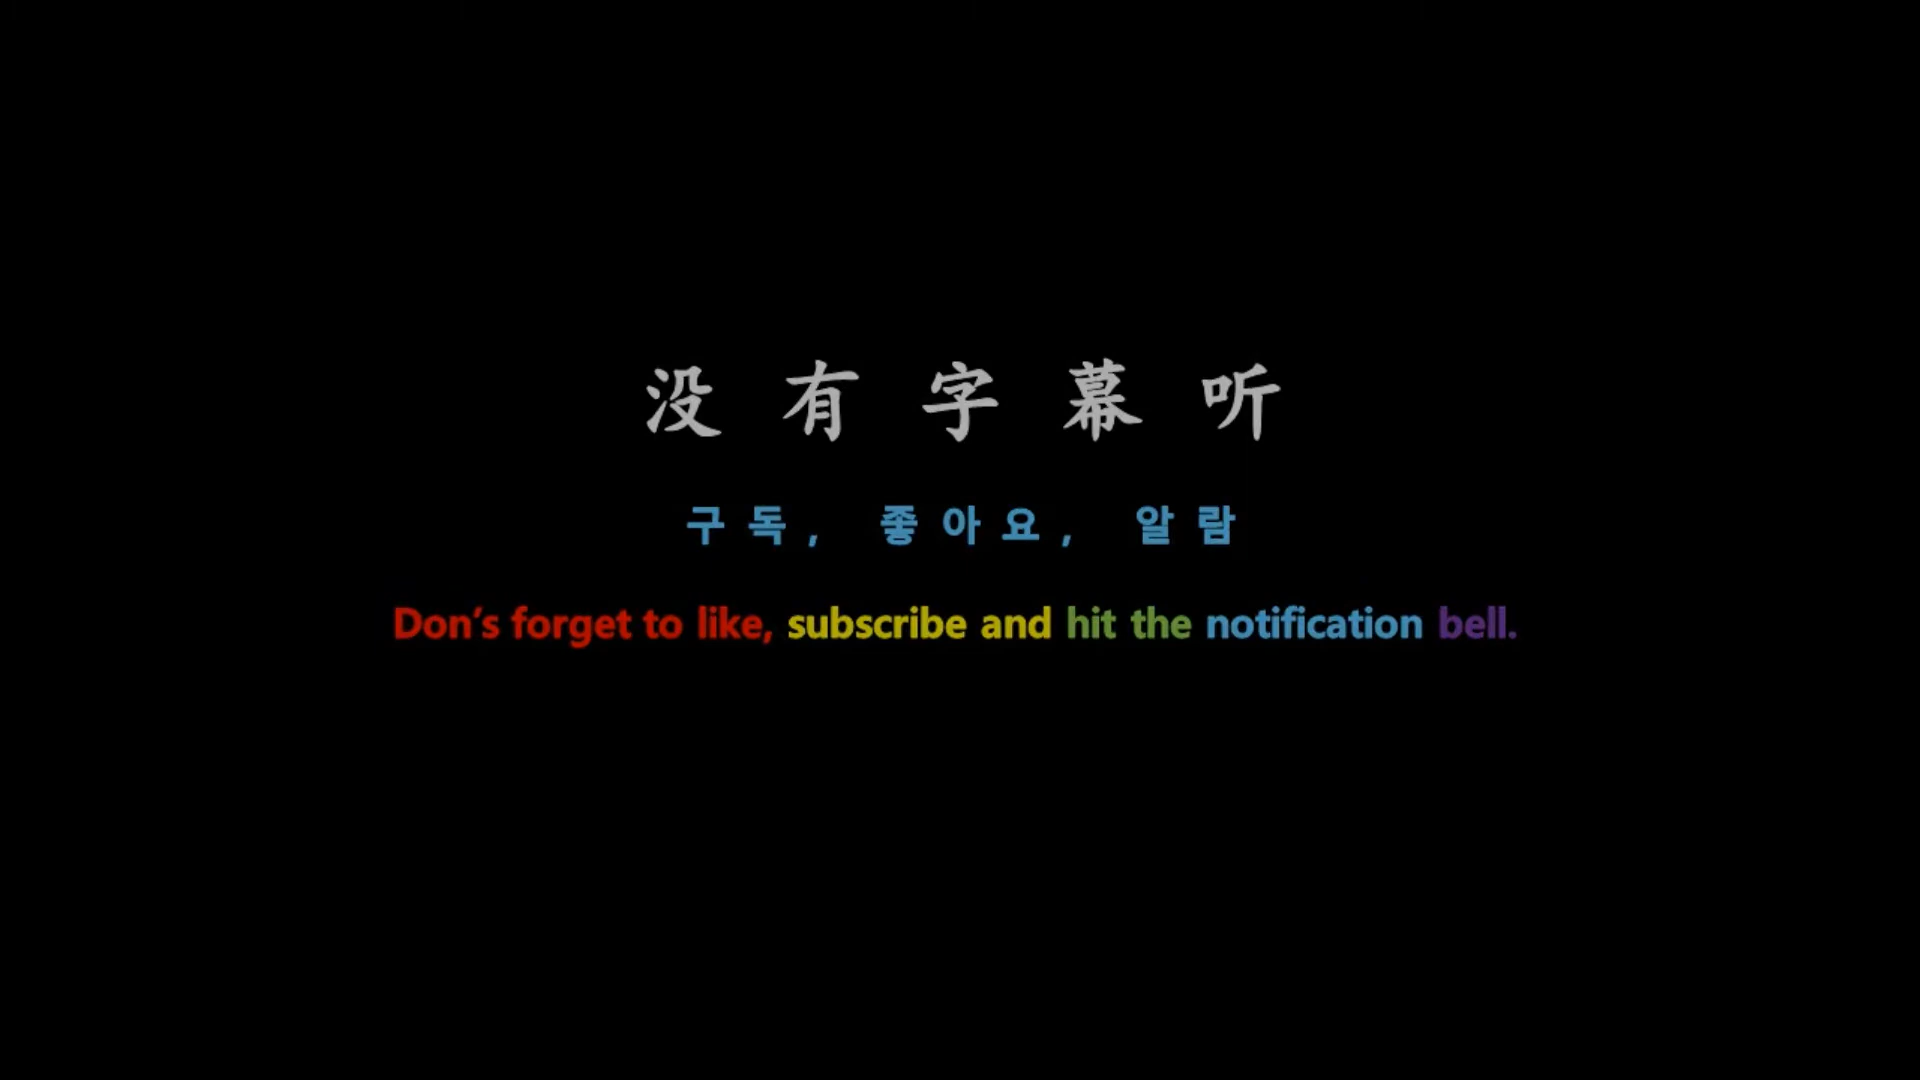 没有字幕听
구독, 좋아요, 알람
Don's forget to like, subscribe and hit the notification bell.